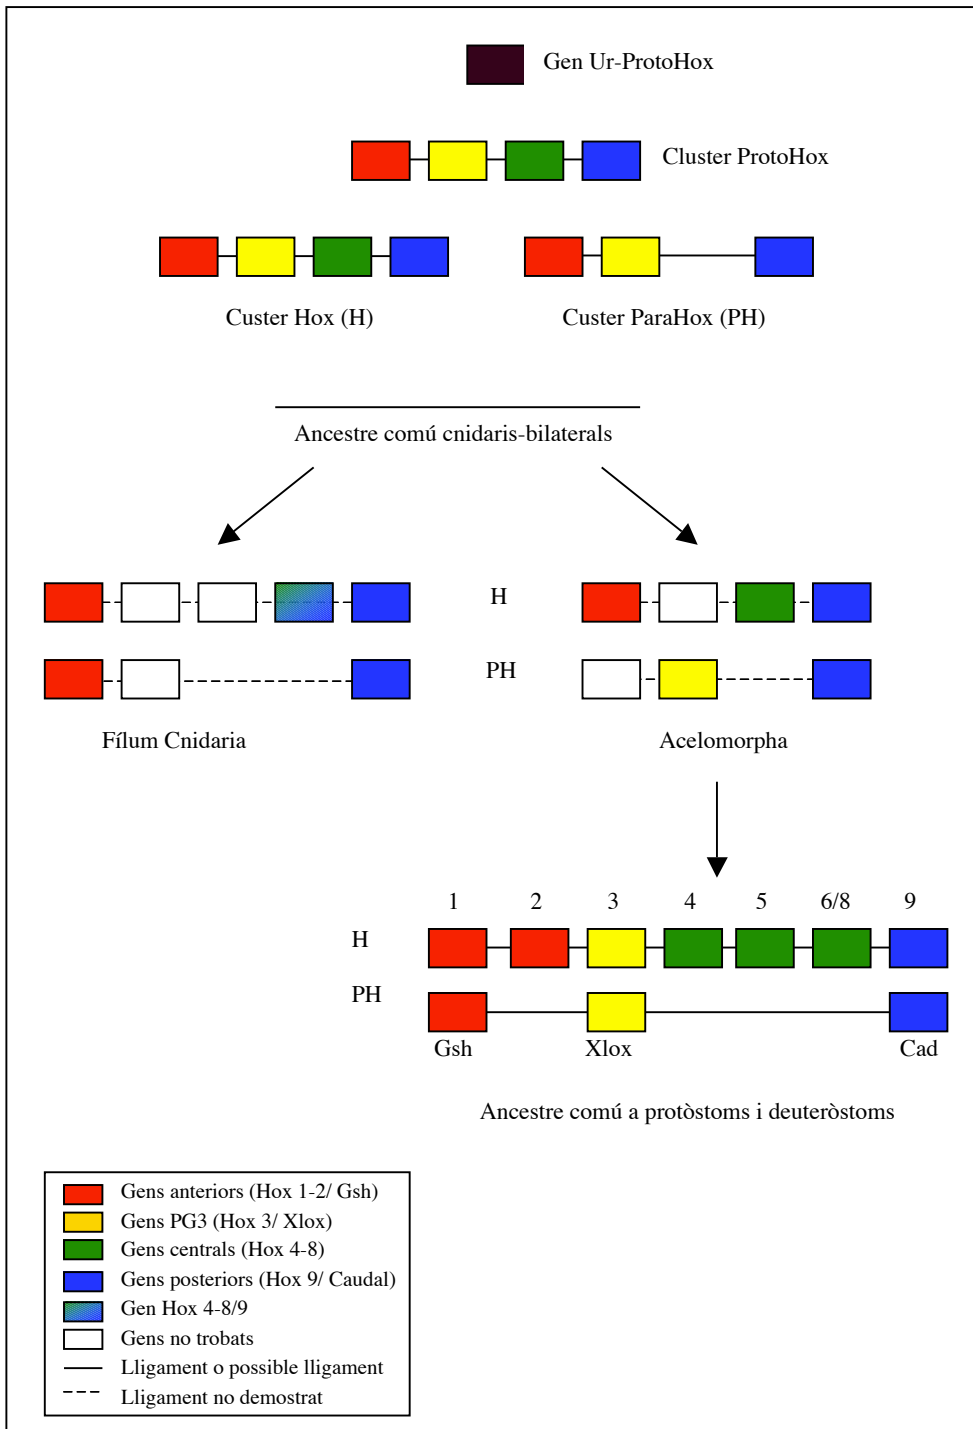 Gen Ur-ProtoHox
Cluster ProtoHox
Custer Hox (H)
Custer ParaHox (PH)
Ancestre comú cnidaris-bilaterals
H
PH
Fílum Cnidaria
Acelomorpha
1 2 3 4 5 6/8 9
H
PH
Gsh Xlox Cad
Ancestre comú a protòstoms i deuteròstoms
Gens anteriors (Hox 1-2/ Gsh)
Gens PG3 (Hox 3/ Xlox)
Gens centrals (Hox 4-8)
Gens posteriors (Hox 9/ Caudal)
Gen Hox 4-8/9
Gens no trobats
Lligament o possible lligament
Lligament no demostrat